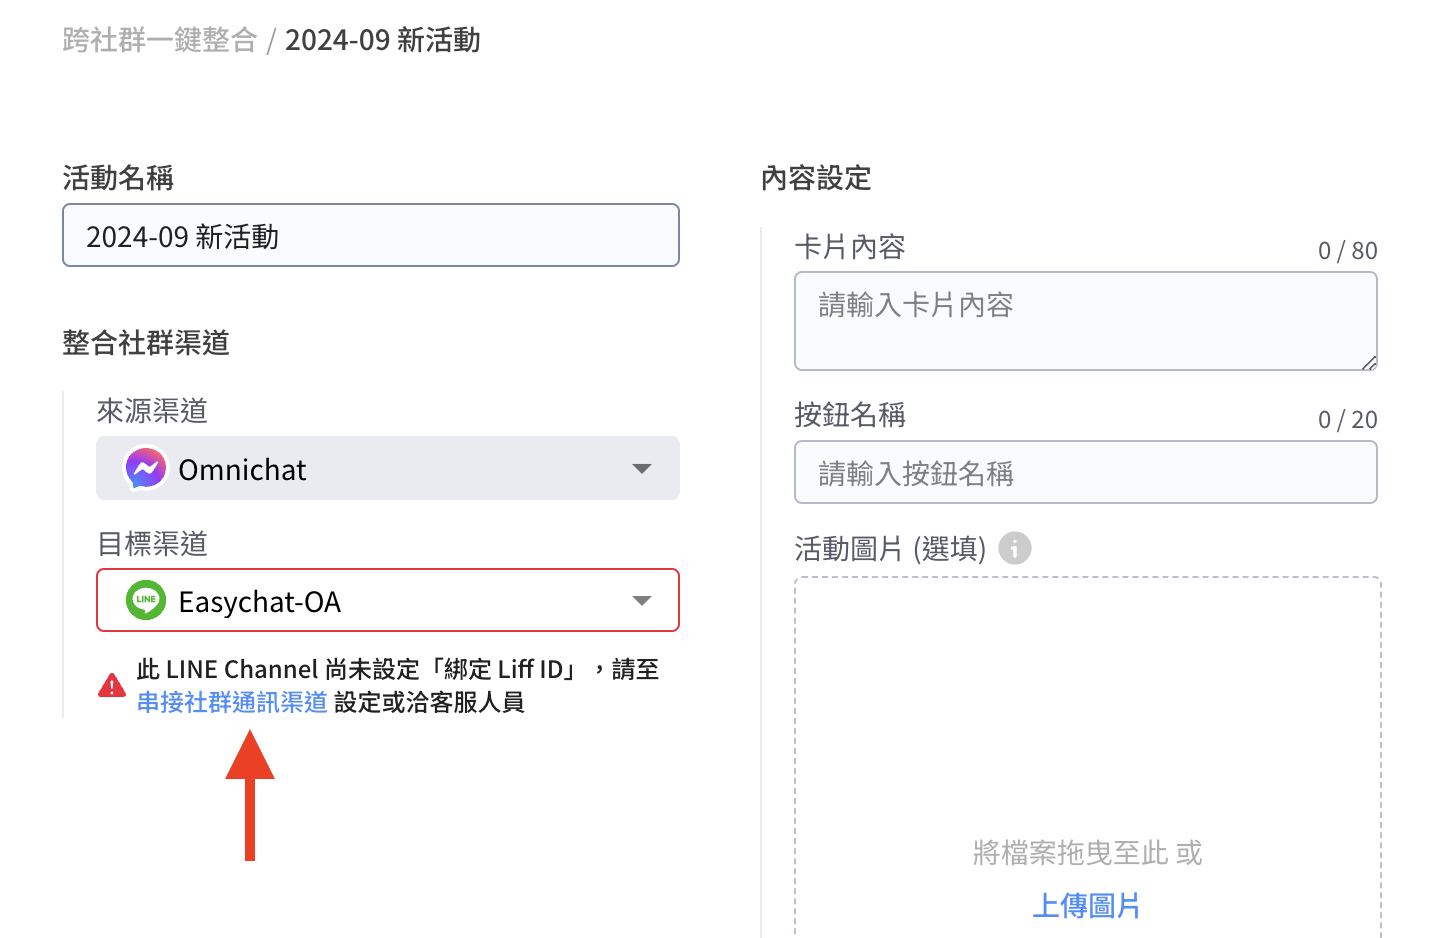 跨社群一鍵整合 / 2024-09 新活動
活動名稱
2024-09 新活動
整合社群渠道
來源渠道
Omnichat
目標渠道
LINE Easychat-OA
此 LINE Channel 尚未設定「綁定 Liff ID」，請至
串接社群通訊渠道 設定或洽客服人員
內容設定
卡片內容 0 / 80
請輸入卡片內容
按鈕名稱 0 / 20
請輸入按鈕名稱
活動圖片 (選填)
將檔案拖曳至此 或
上傳圖片